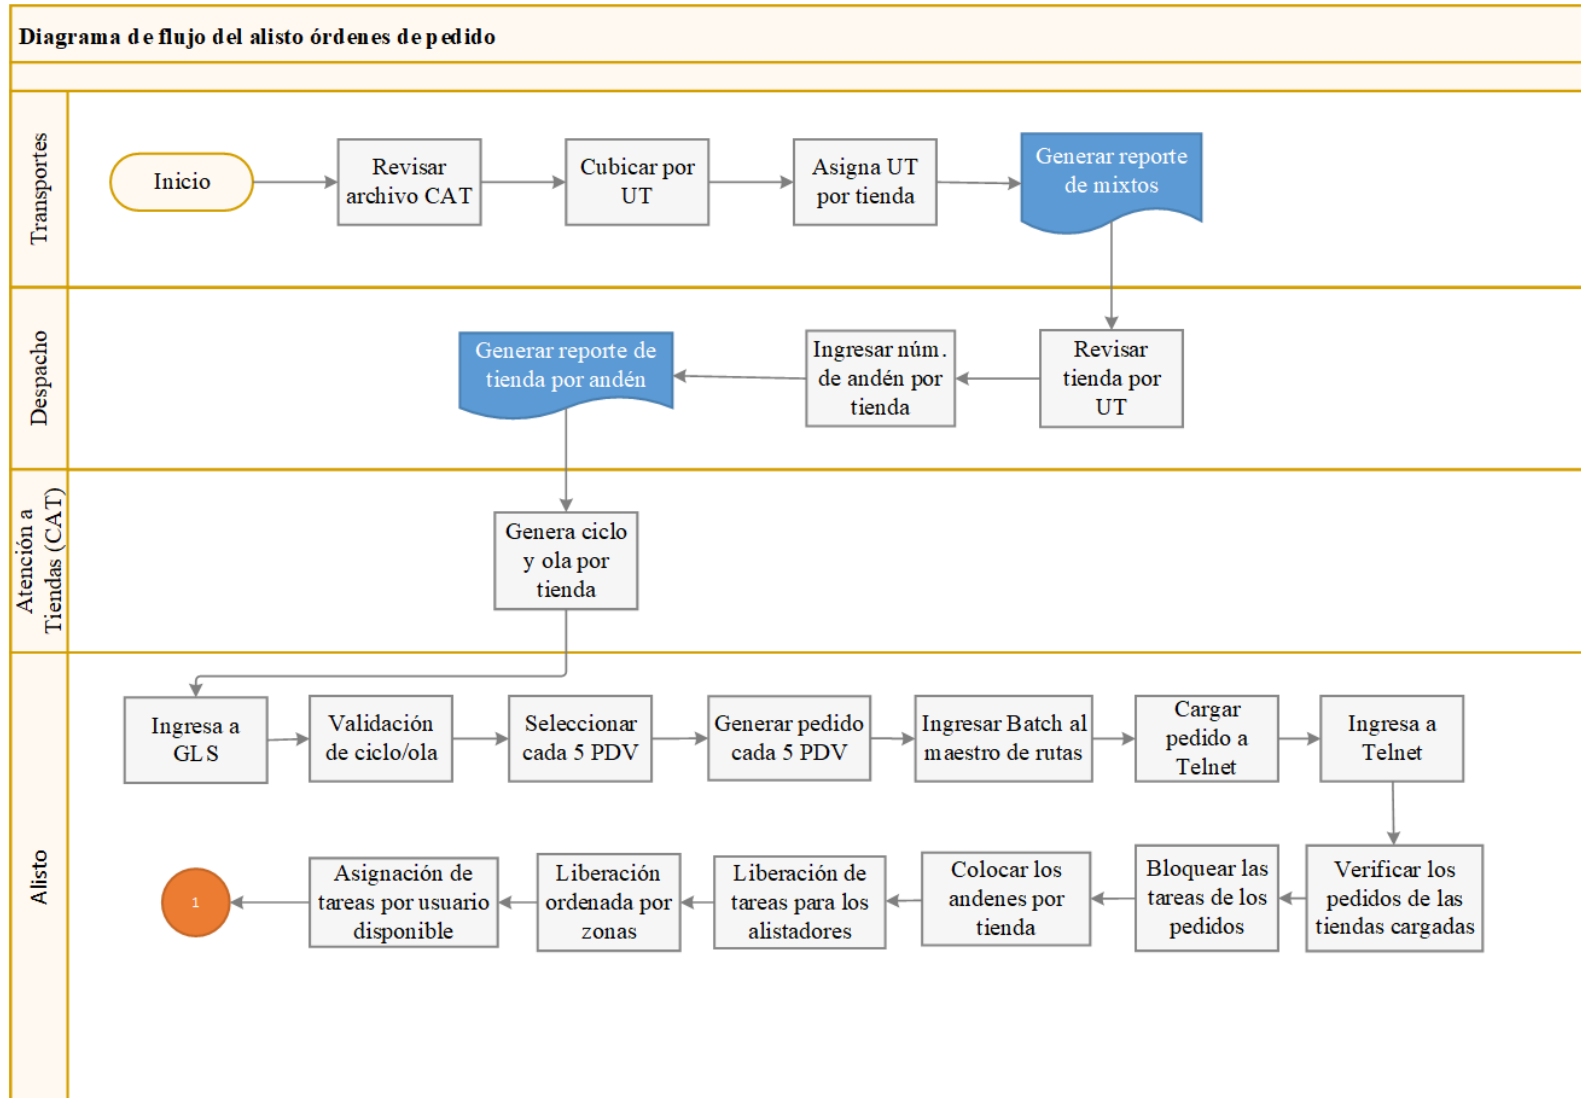 Diagrama de flujo del alisto órdenes de pedido
Transportes
Inicio
Revisar
archivo CAT
Cubicar por
UT
Asigna UT
por tienda
Generar reporte
de mixtos
Despacho
Generar reporte de
tienda por andén
Ingresar núm.
de andén por
tienda
Revisar
tienda por
UT
Atención a
Tiendas (CAT)
Genera ciclo
y ola por
tienda
Alisto
Ingresa a
GLS
Validación
de ciclo/ola
Seleccionar
cada 5 PDV
Generar pedido
cada 5 PDV
Ingresar Batch al
maestro de rutas
Cargar
pedido a
Telnet
Ingresa a
Telnet
1
Asignación de
tareas por usuario
disponible
Liberación
ordenada por
zonas
Liberación de
tareas para los
alistadores
Colocar los
andenes por
tienda
Bloquear las
tareas de los
pedidos
Verificar los
pedidos de las
tiendas cargadas